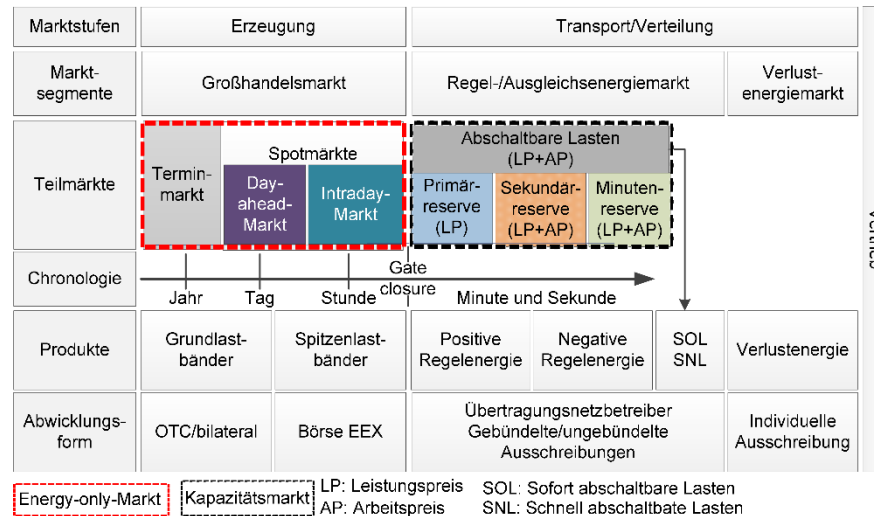 Marktstufen
Erzeugung
Transport/Verteilung
Markt-
segmente
Großhandelsmarkt
Regel-/Ausgleichsenergiemarkt
Verlust-
energiemarkt
Teilmärkte
Termin-
markt
Spotmärkte
Day-
ahead-
Markt
Intraday-
Markt
Abschaltbare Lasten
(LP+AP)
Primär-
reserve
(LP)
Sekundär-
reserve
(LP+AP)
Minuten-
reserve
(LP+AP)
Chronologie
Jahr
Tag
Stunde
Gate
closure
Minute und Sekunde
Produkte
Grundlast-
bänder
Spitzenlast-
bänder
Positive
Regelenergie
Negative
Regelenergie
SOL
SNL
Verlustenergie
Abwicklungs-
form
OTC/bilateral
Börse EEX
Übertragungsnetzbetreiber
Gebündelte/ungebündelte
Ausschreibungen
Individuelle
Ausschreibung
Energy-only-Markt
Kapazitätsmarkt
LP: Leistungspreis
AP: Arbeitspreis
SOL: Sofort abschaltbare Lasten
SNL: Schnell abschaltbate Lasten